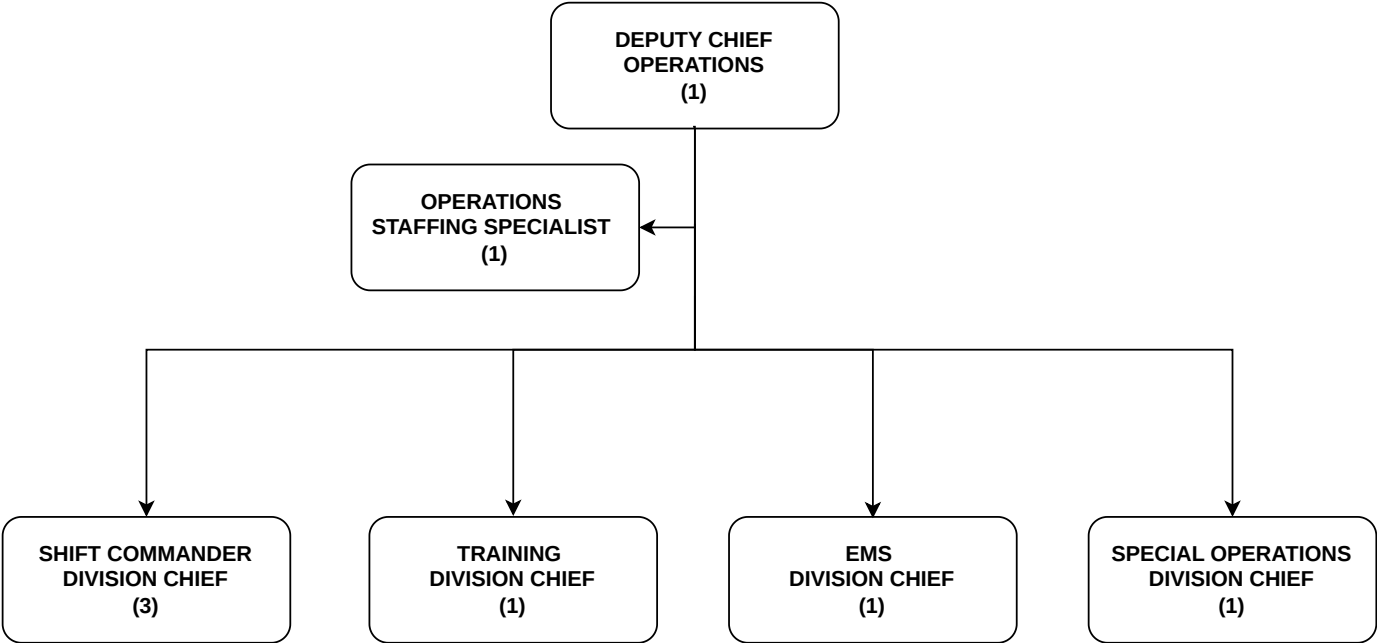 DEPUTY CHIEF
OPERATIONS
(1)
OPERATIONS
STAFFING SPECIALIST
(1)
SHIFT COMMANDER
DIVISION CHIEF
(3)
TRAINING
DIVISION CHIEF
(1)
EMS
DIVISION CHIEF
(1)
SPECIAL OPERATIONS
DIVISION CHIEF
(1)